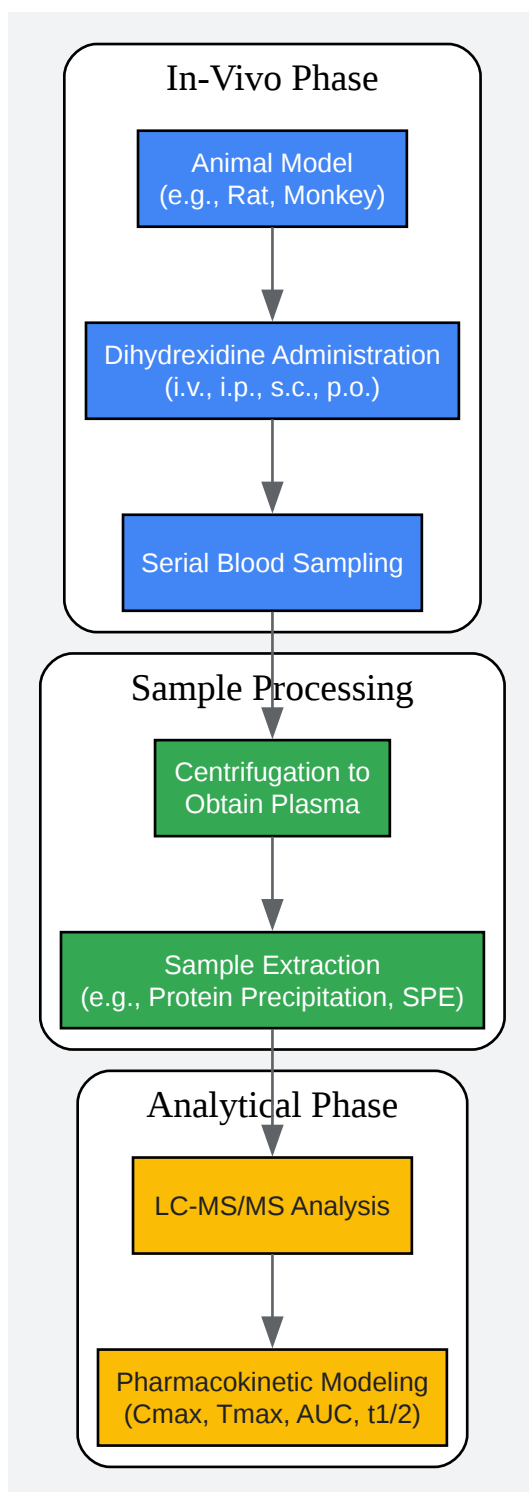 In-Vivo Phase
Animal Model
(e.g., Rat, Monkey)
Dihydrexidine Administration
(i.v., i.p., s.c., p.o.)
Serial Blood Sampling
Sample Processing
Centrifugation to
Obtain Plasma
Sample Extraction
(e.g., Protein Precipitation, SPE)
Analytical Phase
LC-MS/MS Analysis
Pharmacokinetic Modeling
(Cmax, Tmax, AUC, t1/2)